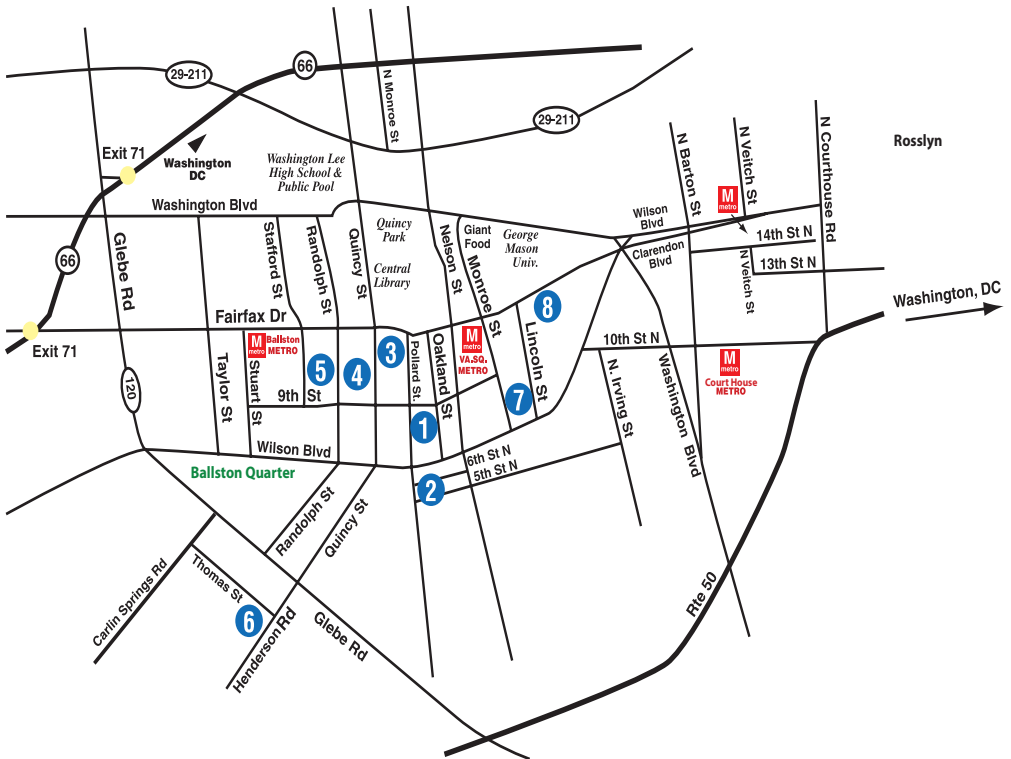 66
29-211
N Monroe St
29-211
Exit 71
Washington
DC
Washington Lee
High School &
Public Pool
N Barton St
N Veitch St
N Courthouse Rd
Rosslyn
M
metro
Washington Blvd
Wilson
Blvd
Clarendon
Blvd
14th St N
13th St N
N Veitch St
Quincy
Park
Central
Library
Giant
Food
George
Mason
Univ.
66
Glebe Rd
Stafford St
Randolph St
Quincy St
Nelson St
Monroe St
Washington, DC
Fairfax Dr
8
Exit 71
M
metro
Ballston
METRO
M
metro
VA.SQ.
METRO
Lincoln St
10th St N
M
metro
Court House
METRO
120
Taylor St
Stuart St
9th St
5
4
3
Pollard St.
Oakland St
7
N. Irving St
Washington Blvd
1
Wilson Blvd
6th St N
5th St N
Ballston Quarter
2
Randolph St
Quincy St
Carlin Springs Rd
Thomas St
6
Henderson Rd
Glebe Rd
Rte 50